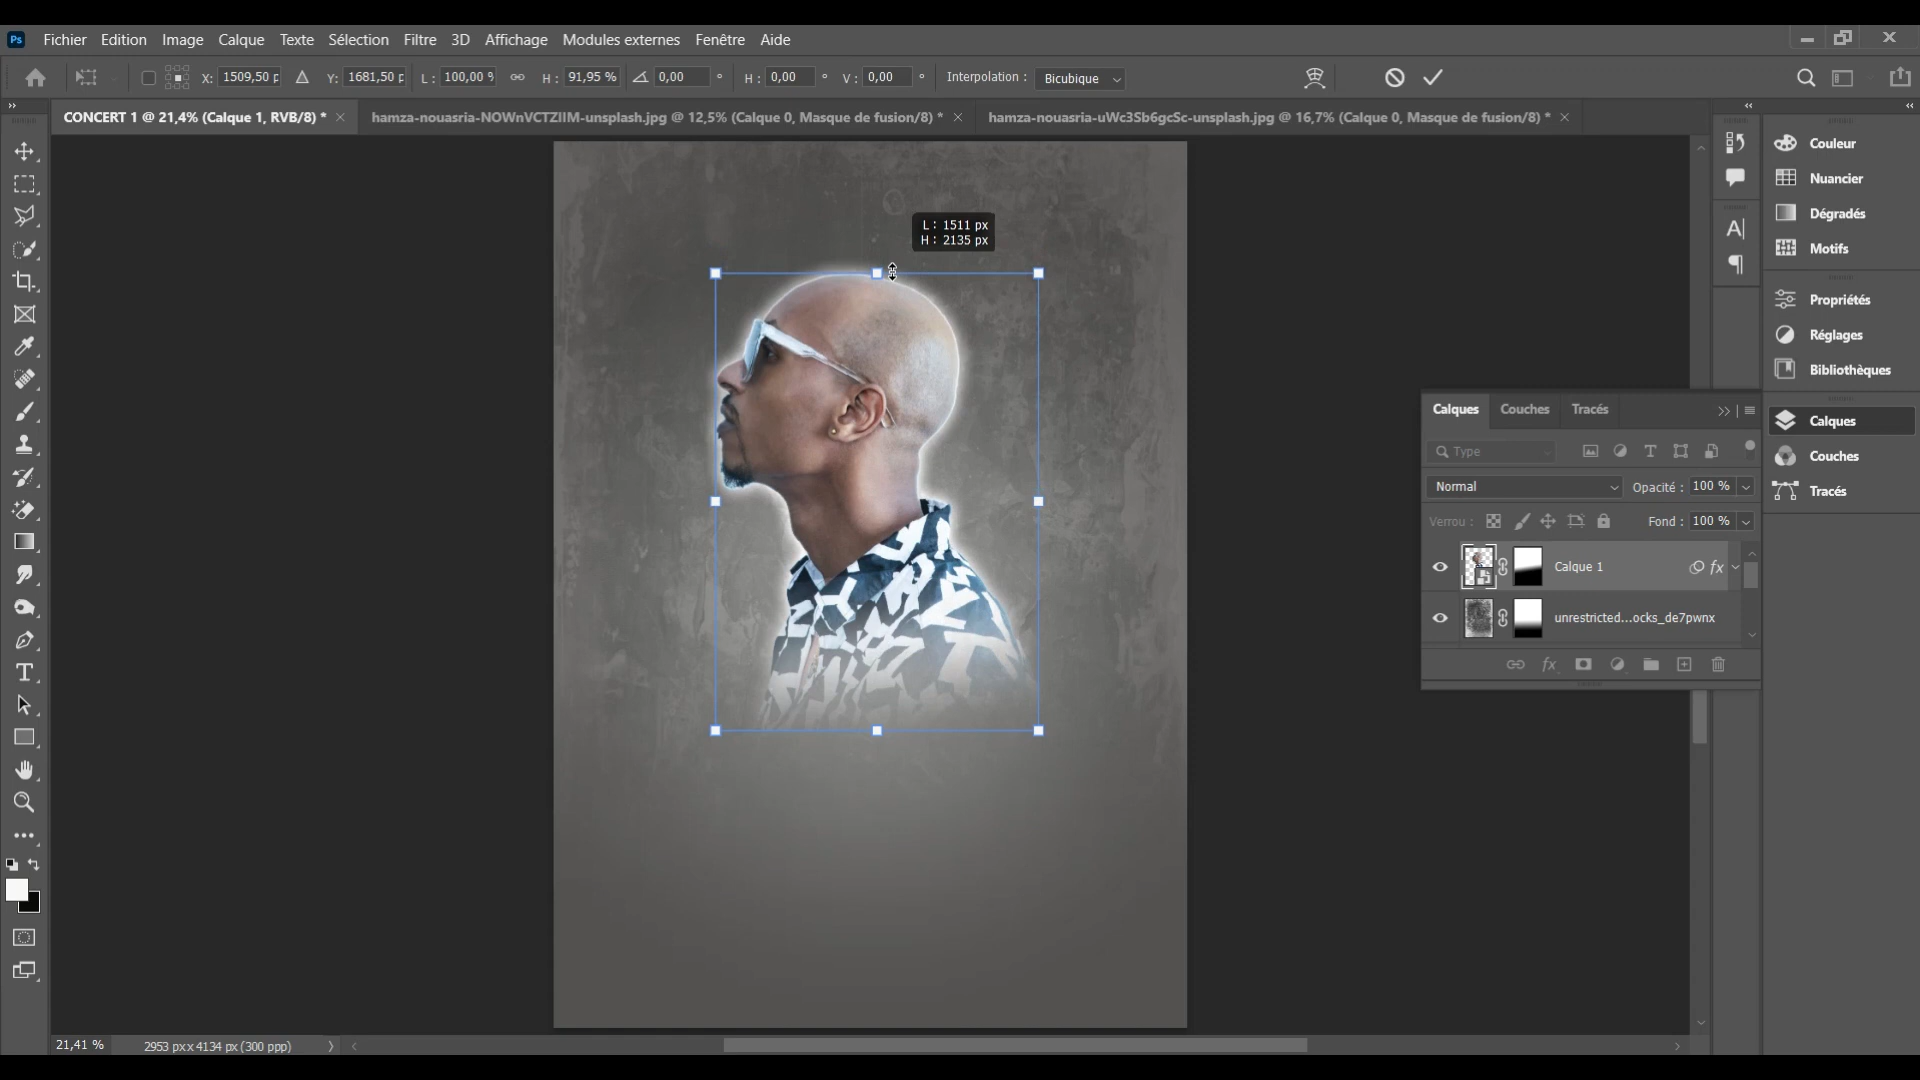 Ps Fichier Edition Image Calque Texte Sélection Filtre 3D Affichage Modules externes Fenêtre Aide
X: 1509,50 p Y: 1681,50 p L : 100,00 % H : 91,95 % 0,00 ° H : 0,00 ° V : 0,00 ° Interpolation : Bicubique
CONCERT 1 @ 21,4% (Calque 1, RVB/8) * hamza-nouasria-NOWnVCTZlIM-unsplash.jpg @ 12,5% (Calque 0, Masque de fusion/8) * hamza-nouasria-uWc3Sb6gcSc-unsplash.jpg @ 16,7% (Calque 0, Masque de fusion/8) *
L : 1511 px
H : 2135 px
Couleur
Nuancier
Dégradés
Motifs
Propriétés
Réglages
Bibliothèques
Calques
Couches
Tracés
Calques Couches Tracés
Type
Normal Opacité : 100 %
Verrou : Fond : 100 %
Calque 1 fx
unrestricted...ocks_de7pwnx
fx
21,41 % 2953 px x 4134 px (300 ppp)